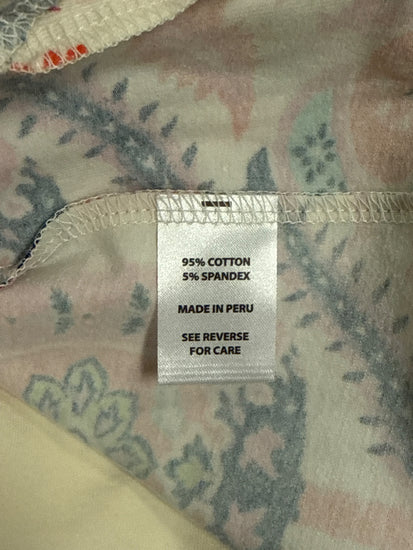 95% COTTON
5% SPANDEX
MADE IN PERU
SEE REVERSE
FOR CARE